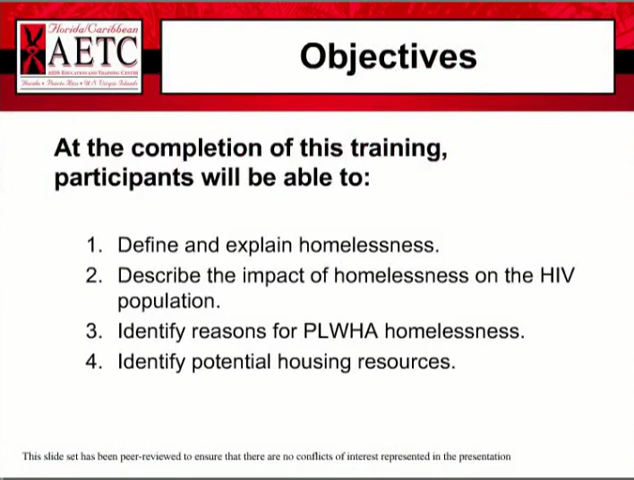 Florida/Caribbean
AETC
AIDS EDUCATION AND TRAINING CENTER
Florida • Puerto Rico • U.S. Virgin Islands
Objectives
At the completion of this training,
participants will be able to:
1. Define and explain homelessness.
2. Describe the impact of homelessness on the HIV
population.
3. Identify reasons for PLWHA homelessness.
4. Identify potential housing resources.
This slide set has been peer-reviewed to ensure that there are no conflicts of interest represented in the presentation